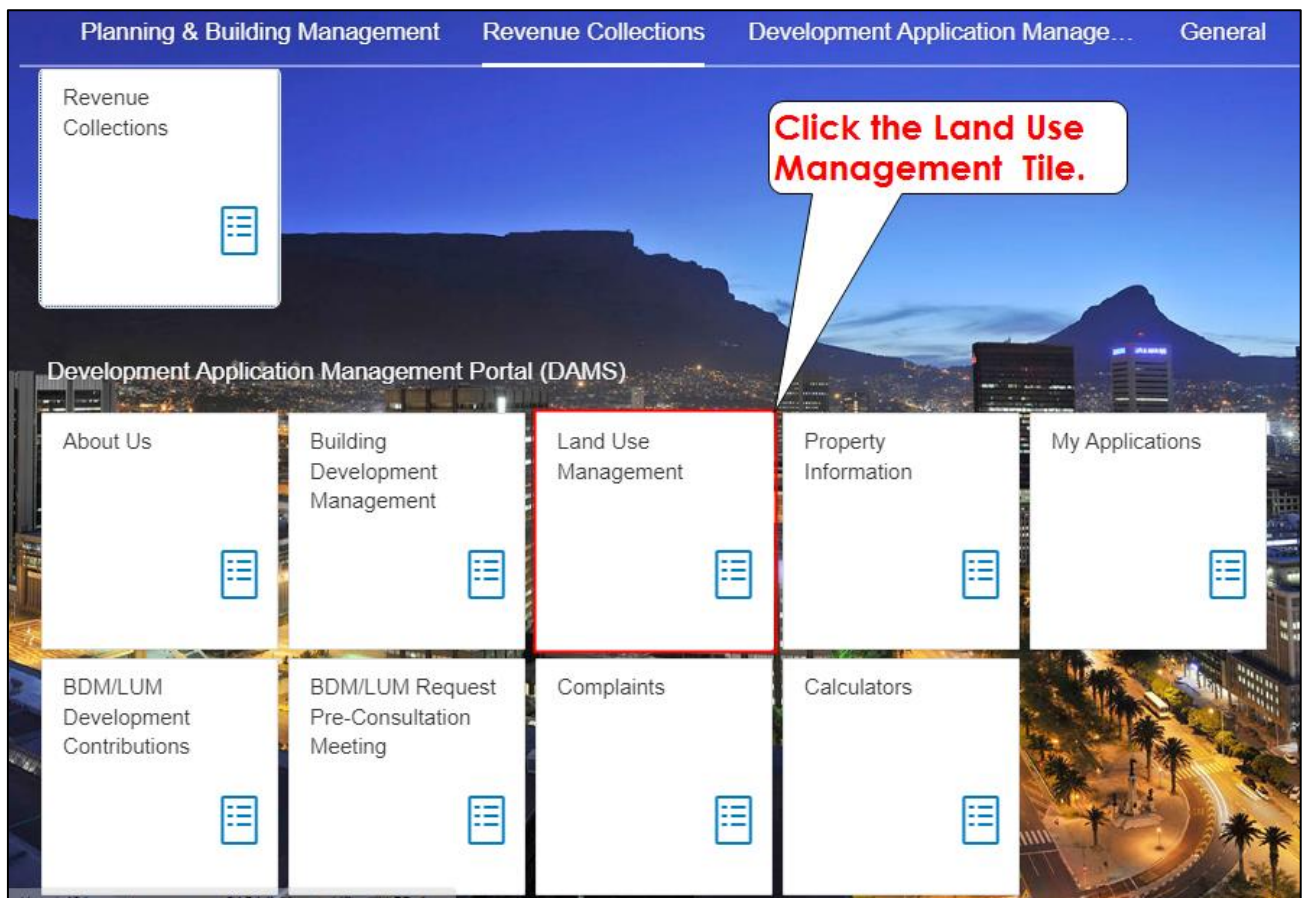 Planning & Building Management Revenue Collections Development Application Manage... General
Revenue
Collections
Click the Land Use
Management Tile.
Development Application Management Portal (DAMS)
About Us
Building
Development
Management
Land Use
Management
Property
Information
My Applications
BDM/LUM
Development
Contributions
BDM/LUM Request
Pre-Consultation
Meeting
Complaints
Calculators